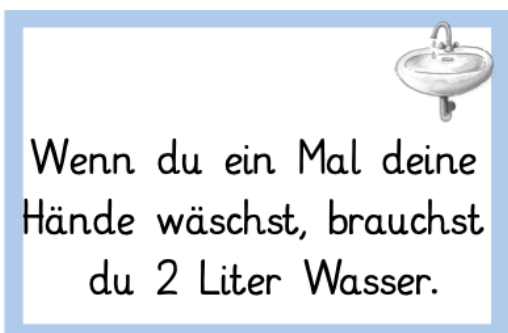 Wenn du ein Mal deine
Hände wäschst, brauchst
du 2 Liter Wasser.